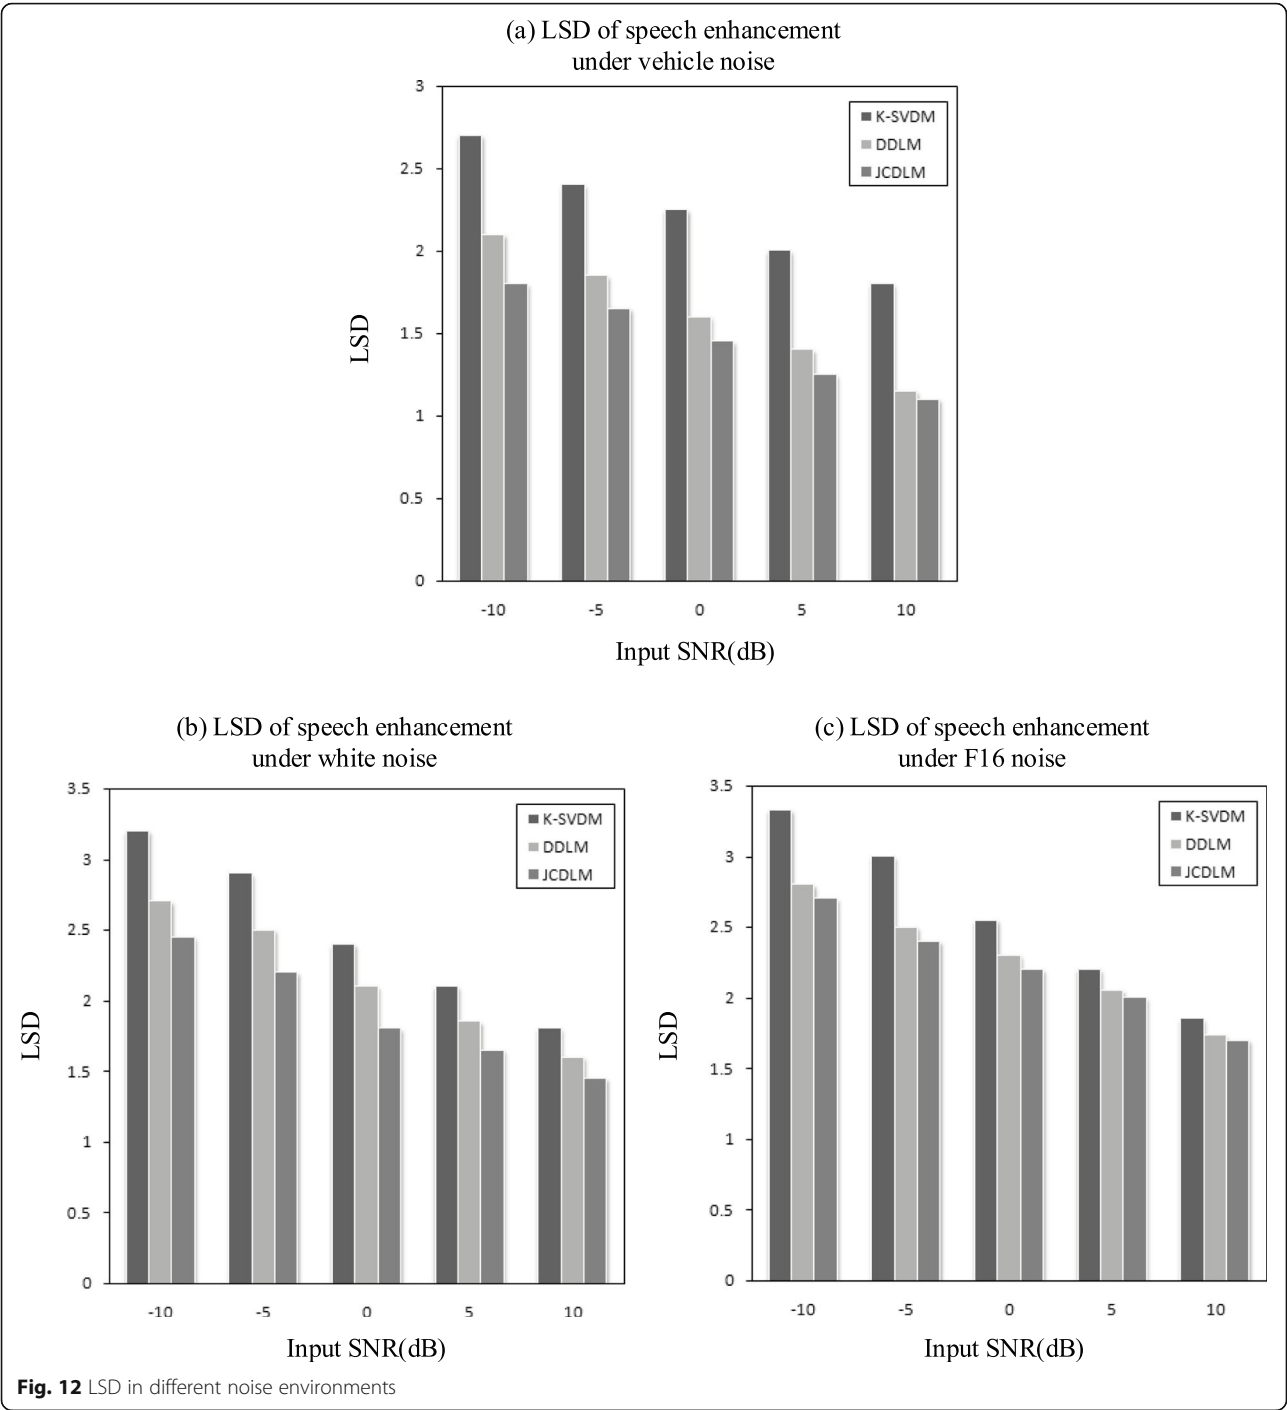 (a) LSD of speech enhancement
under vehicle noise
3
2.5
2
1.5
1
0.5
0
LSD
K-SVDM
DDLM
JCDLM
-10 -5 0 5 10
Input SNR(dB)
(b) LSD of speech enhancement
under white noise
3.5
3
2.5
2
1.5
1
0.5
0
LSD
K-SVDM
DDLM
JCDLM
-10 -5 0 5 10
Input SNR(dB)
(c) LSD of speech enhancement
under F16 noise
3.5
3
2.5
2
1.5
1
0.5
0
LSD
K-SVDM
DDLM
JCDLM
-10 -5 0 5 10
Input SNR(dB)
Fig. 12 LSD in different noise environments